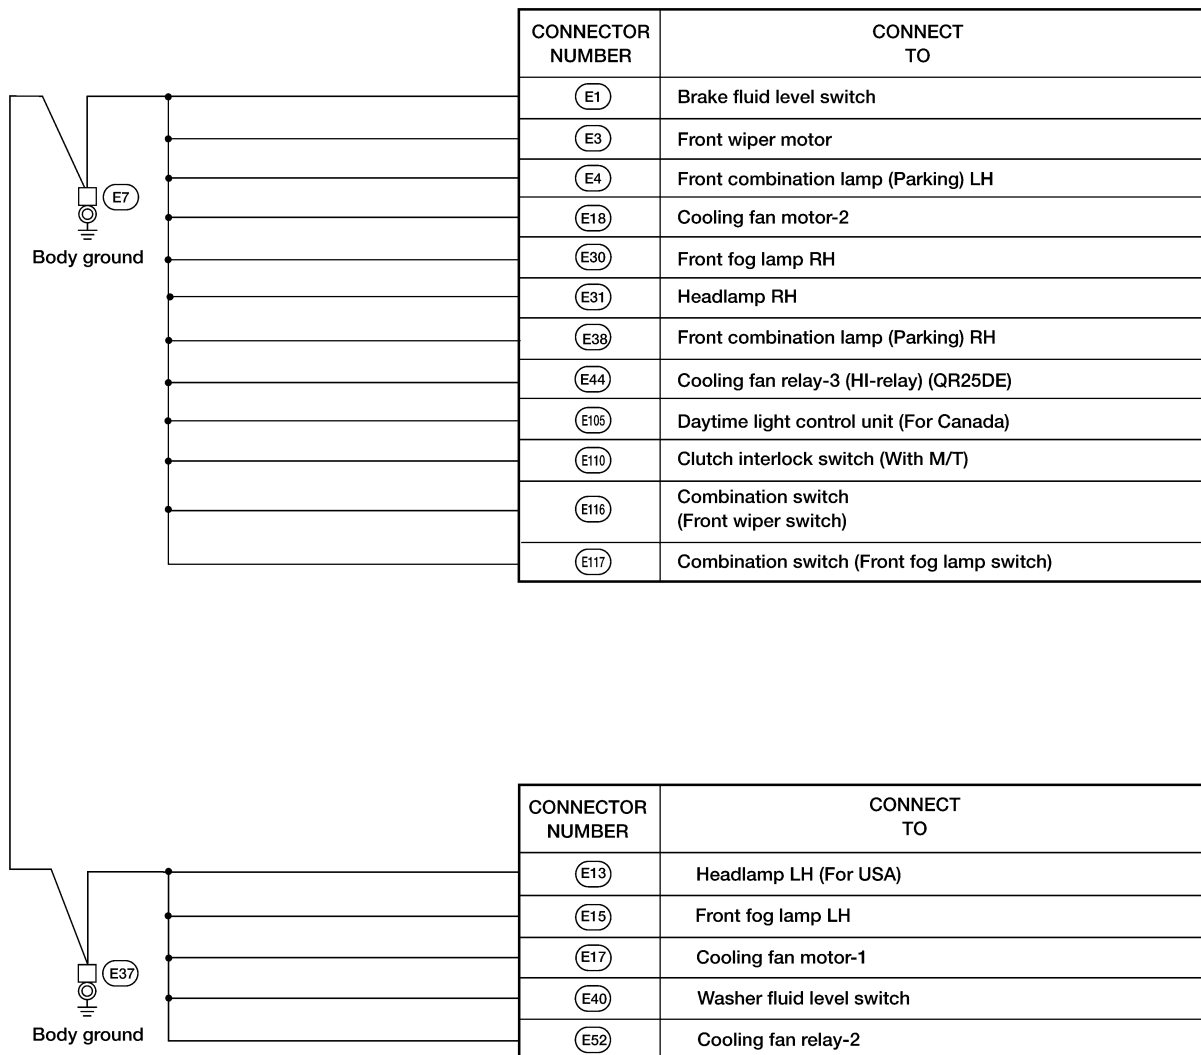 CONNECTOR NUMBER
CONNECT TO
E1 Brake fluid level switch
E3 Front wiper motor
E4 Front combination lamp (Parking) LH
E7
E18 Cooling fan motor-2
Body ground
E30 Front fog lamp RH
E31 Headlamp RH
E38 Front combination lamp (Parking) RH
E44 Cooling fan relay-3 (HI-relay) (QR25DE)
E105 Daytime light control unit (For Canada)
E110 Clutch interlock switch (With M/T)
E116 Combination switch
(Front wiper switch)
E117 Combination switch (Front fog lamp switch)
CONNECTOR NUMBER
CONNECT TO
E13 Headlamp LH (For USA)
E15 Front fog lamp LH
E17 Cooling fan motor-1
E37
E40 Washer fluid level switch
Body ground
E52 Cooling fan relay-2